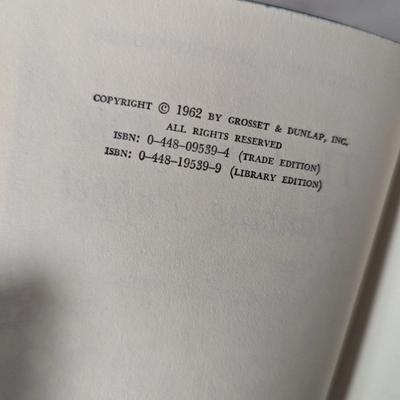 COPYRIGHT © 1962 BY GROSSET & DUNLAP, INC.
ALL RIGHTS RESERVED
ISBN: 0-448-09539-4 (TRADE EDITION)
ISBN: 0-448-19539-9 (LIBRARY EDITION)